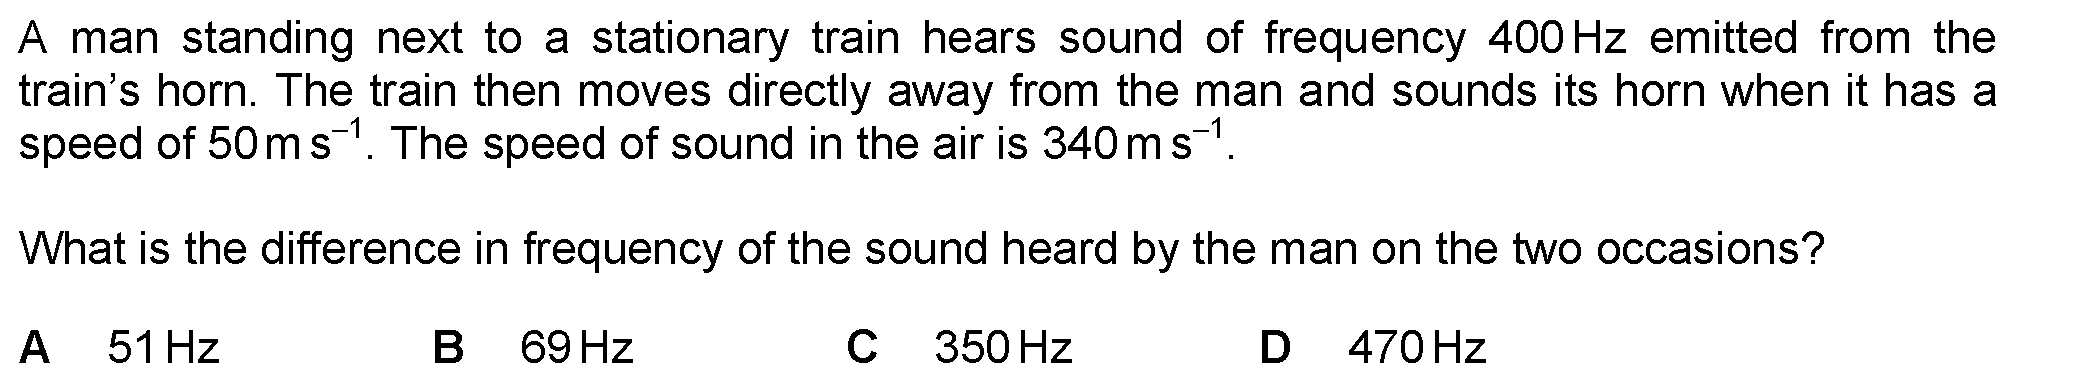 A man standing next to a stationary train hears sound of frequency 400 Hz emitted from the
train’s horn. The train then moves directly away from the man and sounds its horn when it has a
speed of 50 m s⁻¹. The speed of sound in the air is 340 m s⁻¹.
What is the difference in frequency of the sound heard by the man on the two occasions?
A 51 Hz B 69 Hz C 350 Hz D 470 Hz